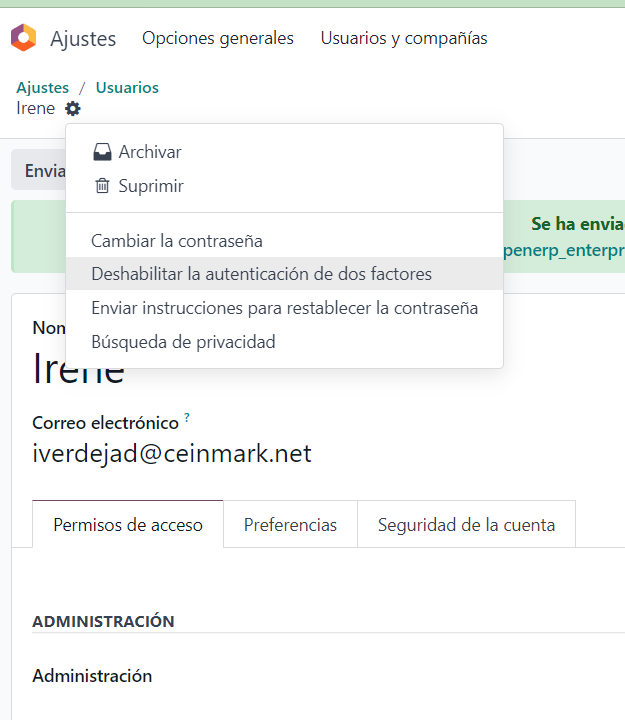 Ajustes Opciones generales Usuarios y compañías
Ajustes / Usuarios
Irene
Archivar
Suprimir
Cambiar la contraseña
Deshabilitar la autenticación de dos factores
Enviar instrucciones para restablecer la contraseña
Búsqueda de privacidad
Envia
Se ha envia
penerp_enterpr
Nom
Irene
Correo electrónico ?
iverdejad@ceinmark.net
Permisos de acceso Preferencias Seguridad de la cuenta
ADMINISTRACIÓN
Administración